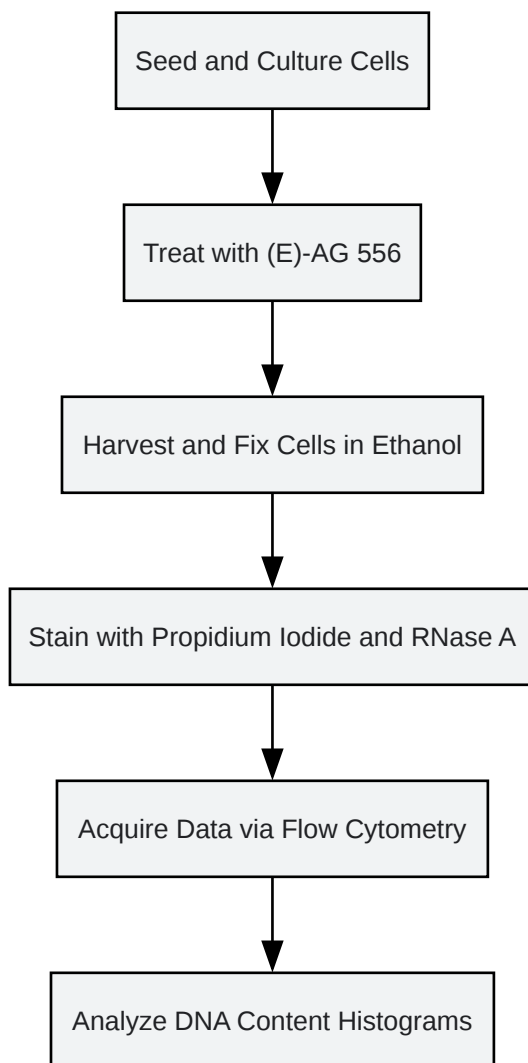 Seed and Culture Cells
Treat with (E)-AG 556
Harvest and Fix Cells in Ethanol
Stain with Propidium Iodide and RNase A
Acquire Data via Flow Cytometry
Analyze DNA Content Histograms